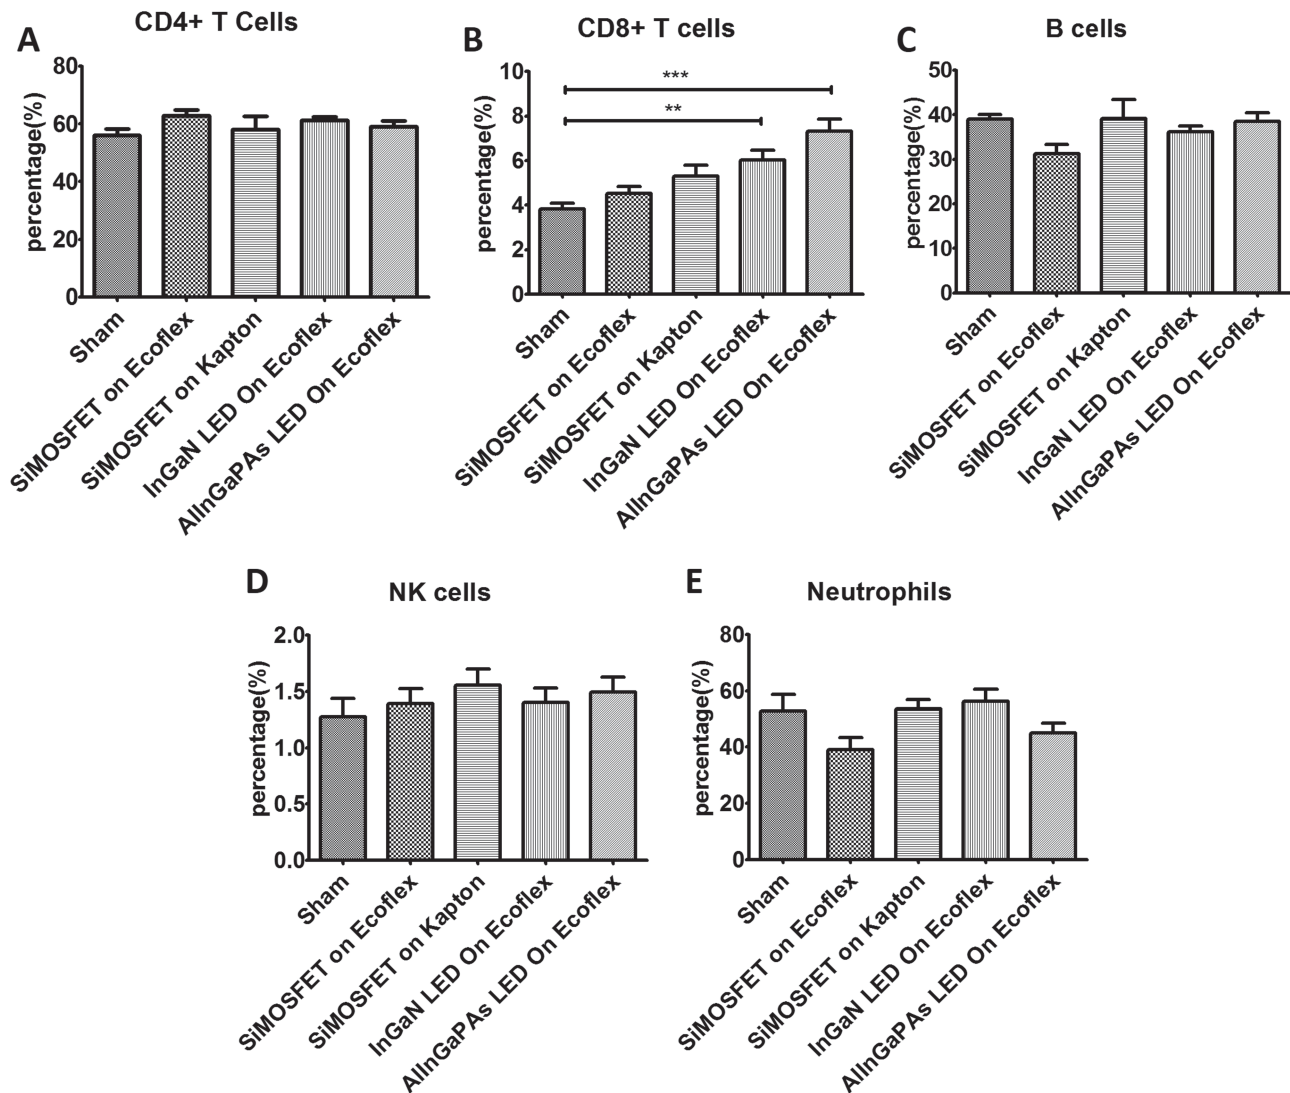 A
CD4+ T Cells
percentage(%)
80
60
40
20
0
Sham
SiMOSFET on Ecoflex
SiMOSFET on Kapton
InGaN LED On Ecoflex
AlInGaPAs LED On Ecoflex
B
CD8+ T cells
percentage(%)
10
8
6
4
2
0
***
**
Sham
SiMOSFET on Ecoflex
SiMOSFET on Kapton
InGaN LED On Ecoflex
AlInGaPAs LED On Ecoflex
C
B cells
percentage(%)
50
40
30
20
10
0
Sham
SiMOSFET on Ecoflex
SiMOSFET on Kapton
InGaN LED On Ecoflex
AlInGaPAs LED On Ecoflex
D
NK cells
percentage(%)
2.0
1.5
1.0
0.5
0.0
Sham
SiMOSFET on Ecoflex
SiMOSFET on Kapton
InGaN LED On Ecoflex
AlInGaPAs LED On Ecoflex
E
Neutrophils
percentage(%)
80
60
40
20
0
Sham
SiMOSFET on Ecoflex
SiMOSFET on Kapton
InGaN LED On Ecoflex
AlInGaPAs LED On Ecoflex